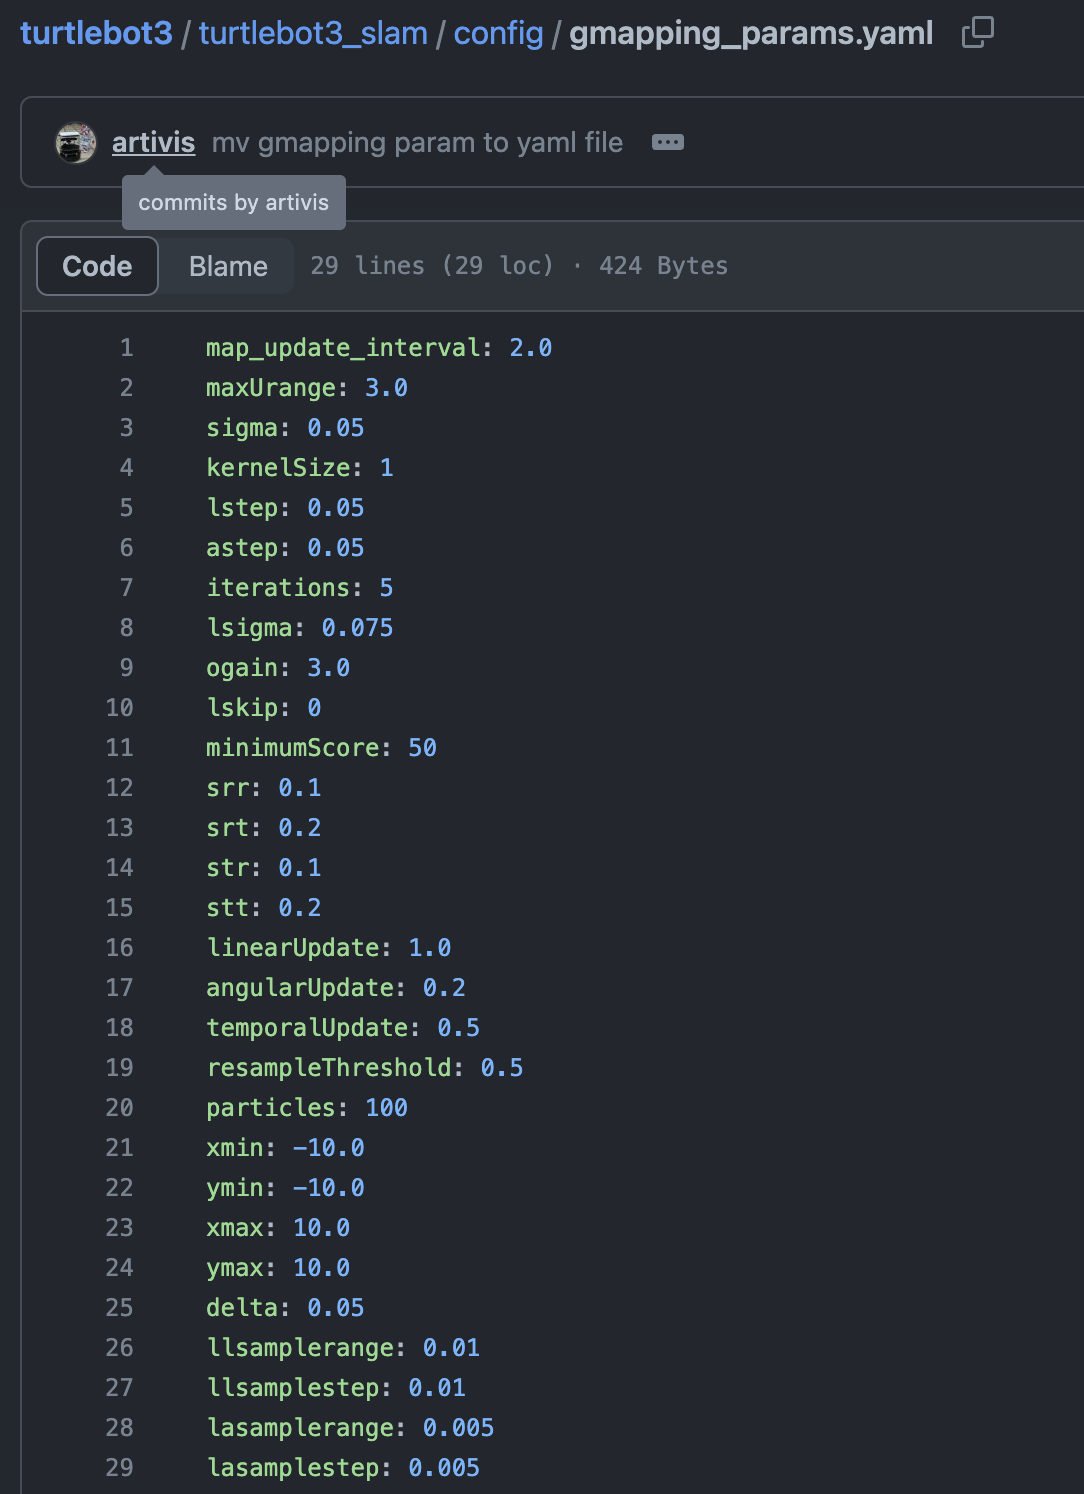 turtlebot3 / turtlebot3_slam / config / gmapping_params.yaml
artivis mv gmapping param to yaml file
commits by artivis
Code Blame 29 lines (29 loc) · 424 Bytes
1 map_update_interval: 2.0
2 maxUrange: 3.0
3 sigma: 0.05
4 kernelSize: 1
5 lstep: 0.05
6 astep: 0.05
7 iterations: 5
8 lsigma: 0.075
9 ogain: 3.0
10 lskip: 0
11 minimumScore: 50
12 srr: 0.1
13 srt: 0.2
14 str: 0.1
15 stt: 0.2
16 linearUpdate: 1.0
17 angularUpdate: 0.2
18 temporalUpdate: 0.5
19 resampleThreshold: 0.5
20 particles: 100
21 xmin: -10.0
22 ymin: -10.0
23 xmax: 10.0
24 ymax: 10.0
25 delta: 0.05
26 llsamplerange: 0.01
27 llsamplestep: 0.01
28 lasamplerange: 0.005
29 lasamplestep: 0.005